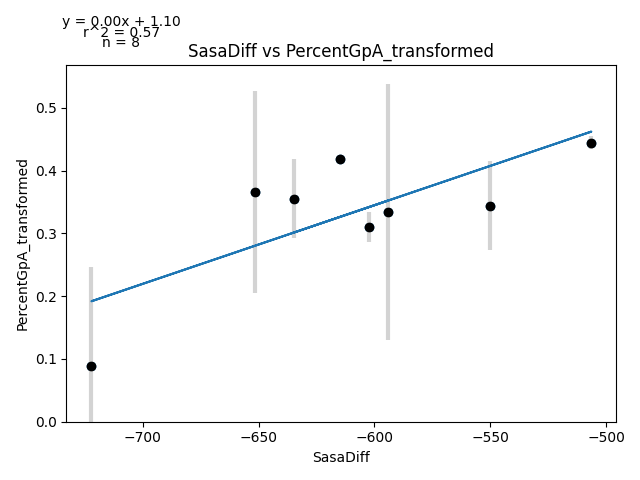 y = 0.00x + 1.10
r^2 = 0.57
n = 8
SasaDiff vs PercentGpA_transformed
PercentGpA_transformed
0.5
0.4
0.3
0.2
0.1
0.0
−700
−650
−600
−550
−500
SasaDiff